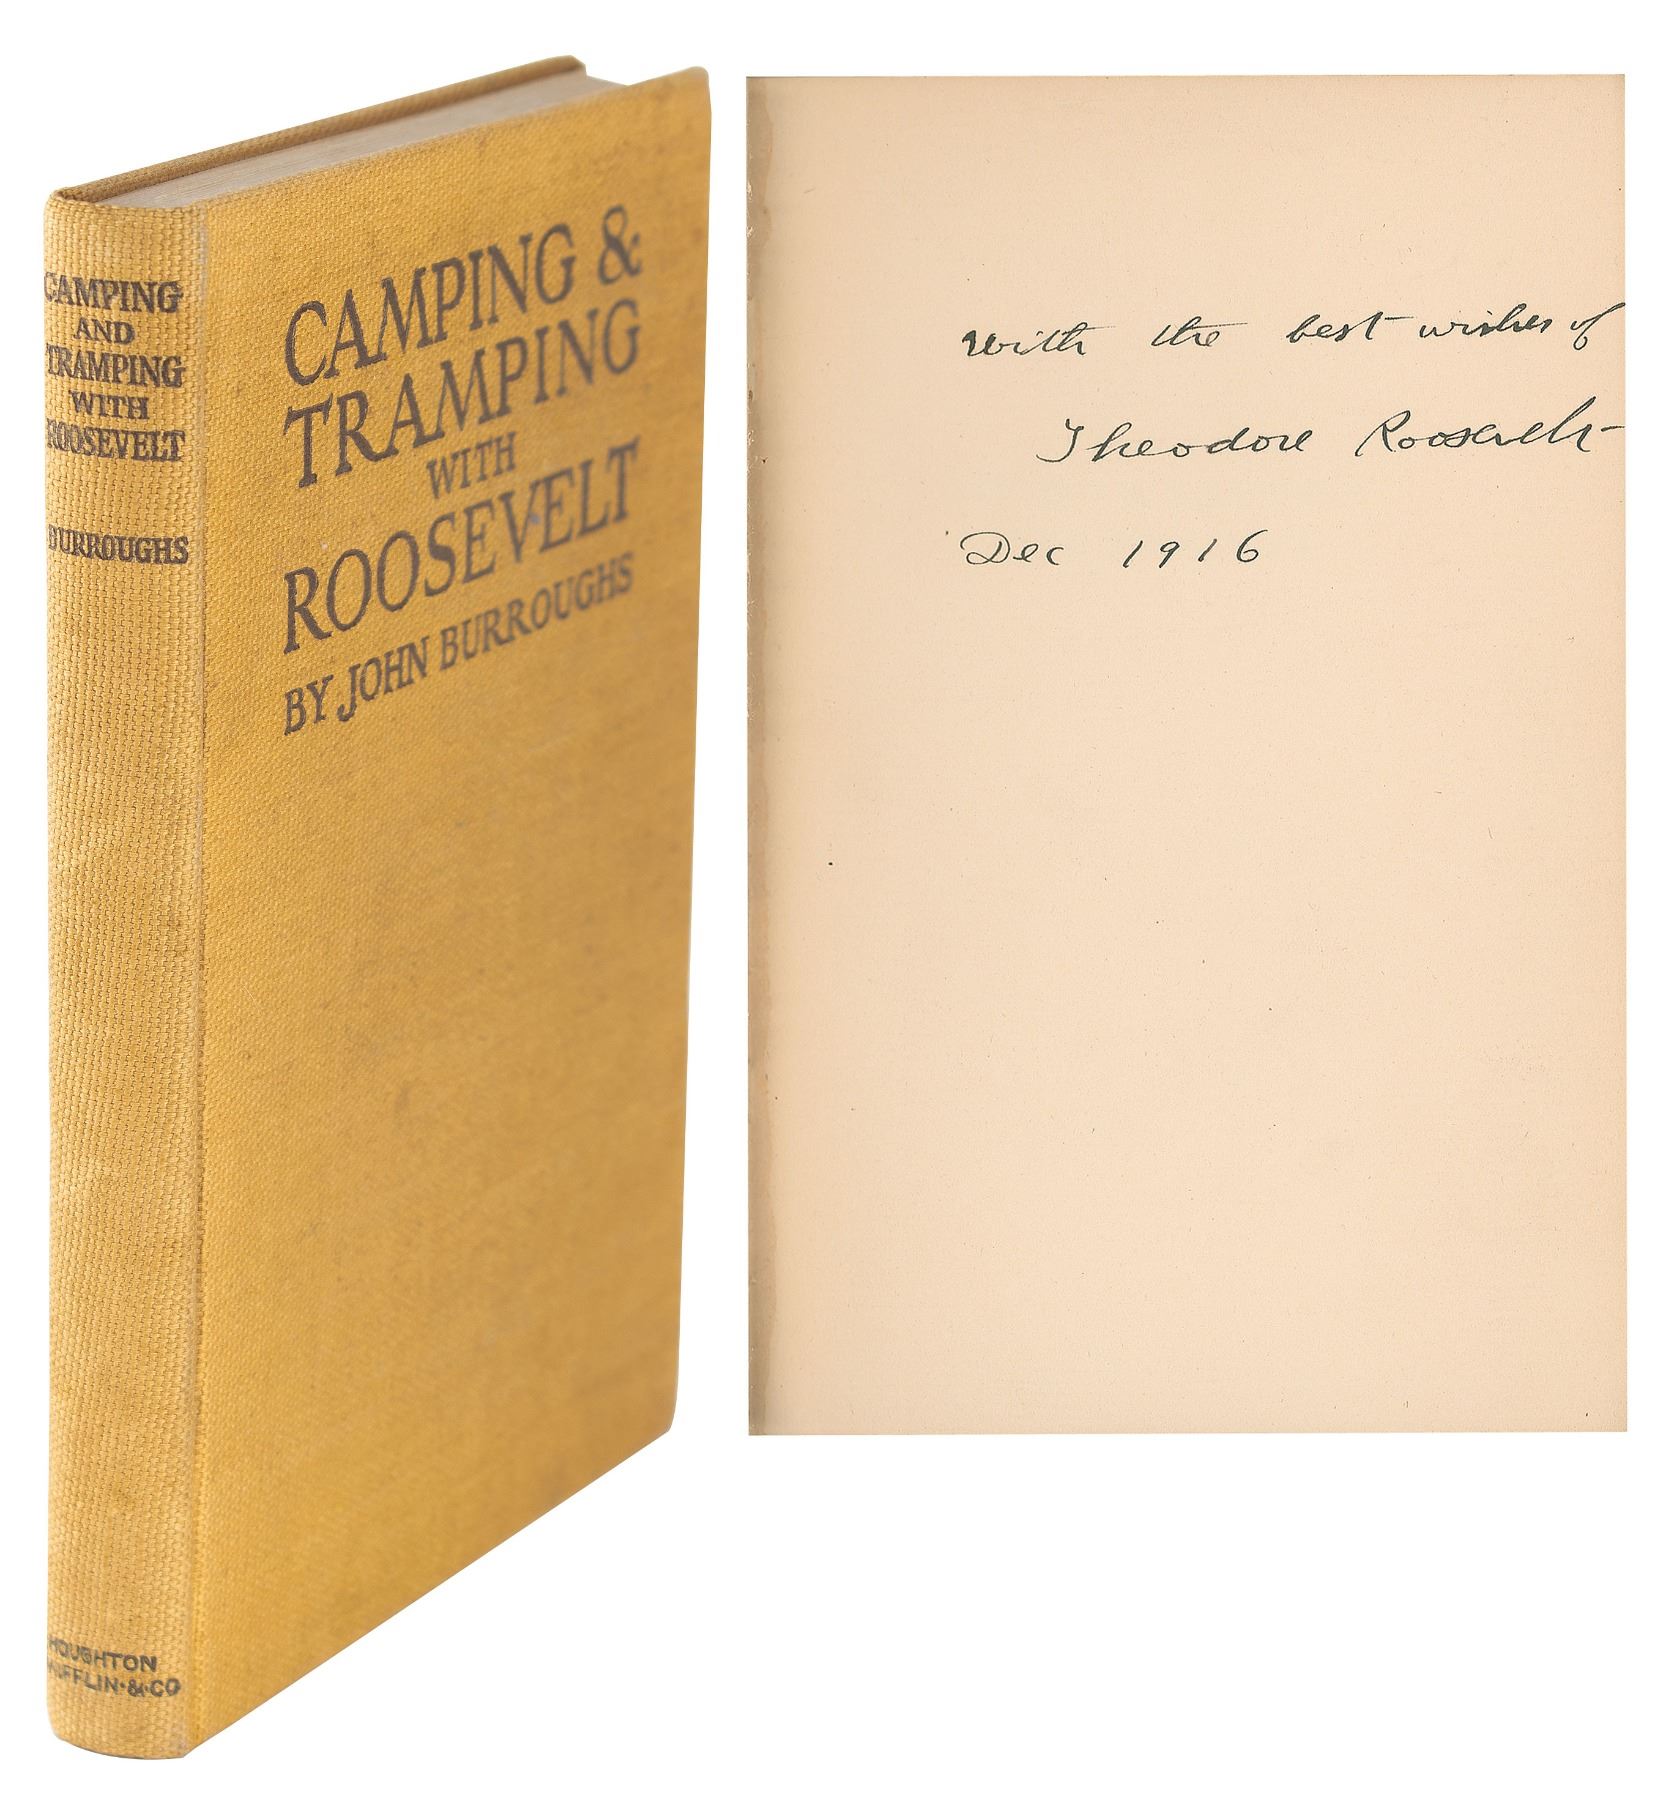 CAMPING
AND
TRAMPING
WITH
ROOSEVELT
BURROUGHS
HOUGHTON
MIFFLIN·&·CO
CAMPING &
TRAMPING
WITH
ROOSEVELT
BY JOHN BURROUGHS
with the best wishes of
Theodore Roosevelt
Dec 1916